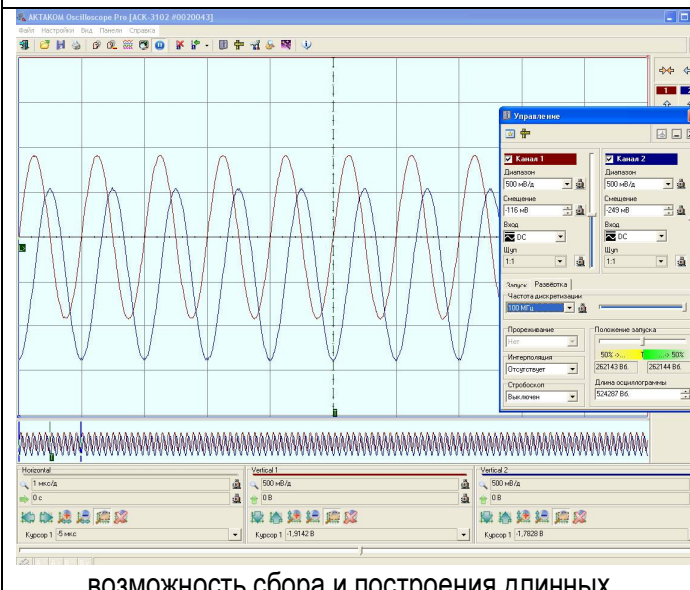 AKTAKOM Oscilloscope Pro [АСК-3102 #0020043]
Файл Настройки Вид Панели Справка
1
Управление
Канал 1 Канал 2
Диапазон Диапазон
500 мВ/д 500 мВ/д
Смещение Смещение
-116 мВ -249 мВ
Вход Вход
DC DC
Щуп Щуп
1:1 1:1
Запуск Развёртка
Частота дискретизации
100 МГц
Прореживание Положение запуска
Нет
50% <-... ...-> 50%
Интерполяция 262143 Вб. 262144 Вб.
Отсутствует
Стробоскоп Длина осциллограммы
Выключен 524287 Вб.
Horizontal Vertical 1 Vertical 2
1 мкс/д 500 мВ/д 500 мВ/д
0 с 0 В 0 В
Курсор 1 -5 мкс Курсор 1 -1,9142 В Курсор 1 -1,7828 В
возможность сбора и построения длинных